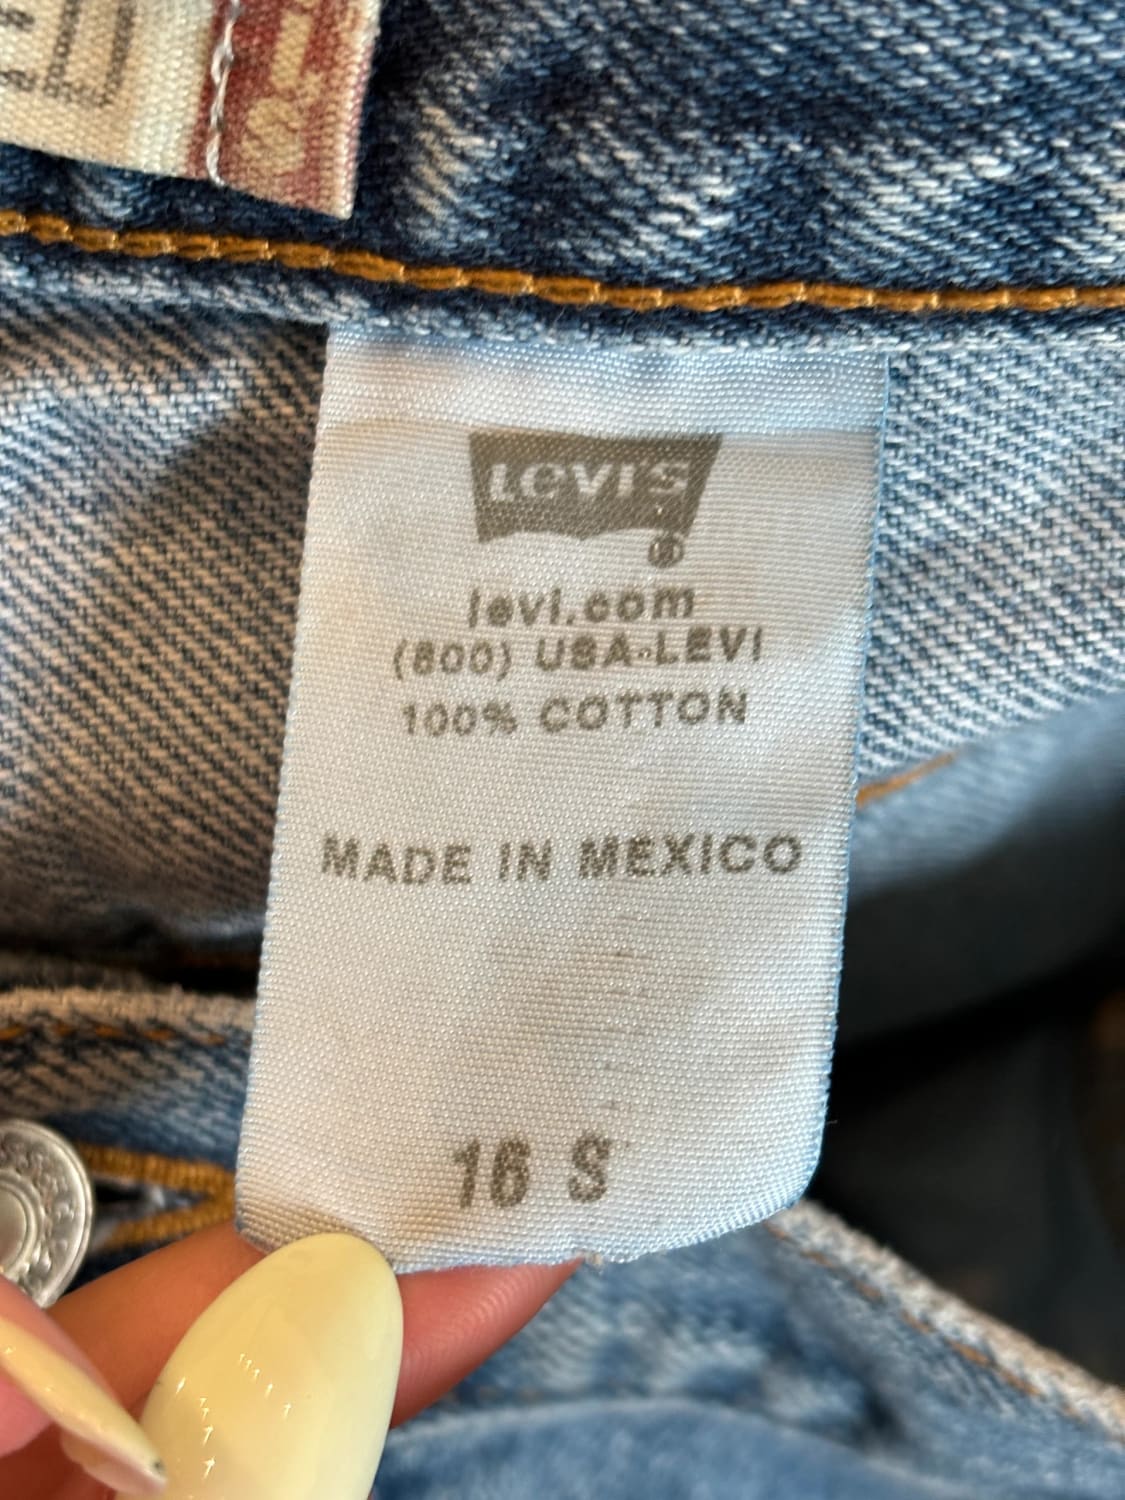 LEVI'S
®
levi.com
(800) USA-LEVI
100% COTTON
MADE IN MEXICO
16 S